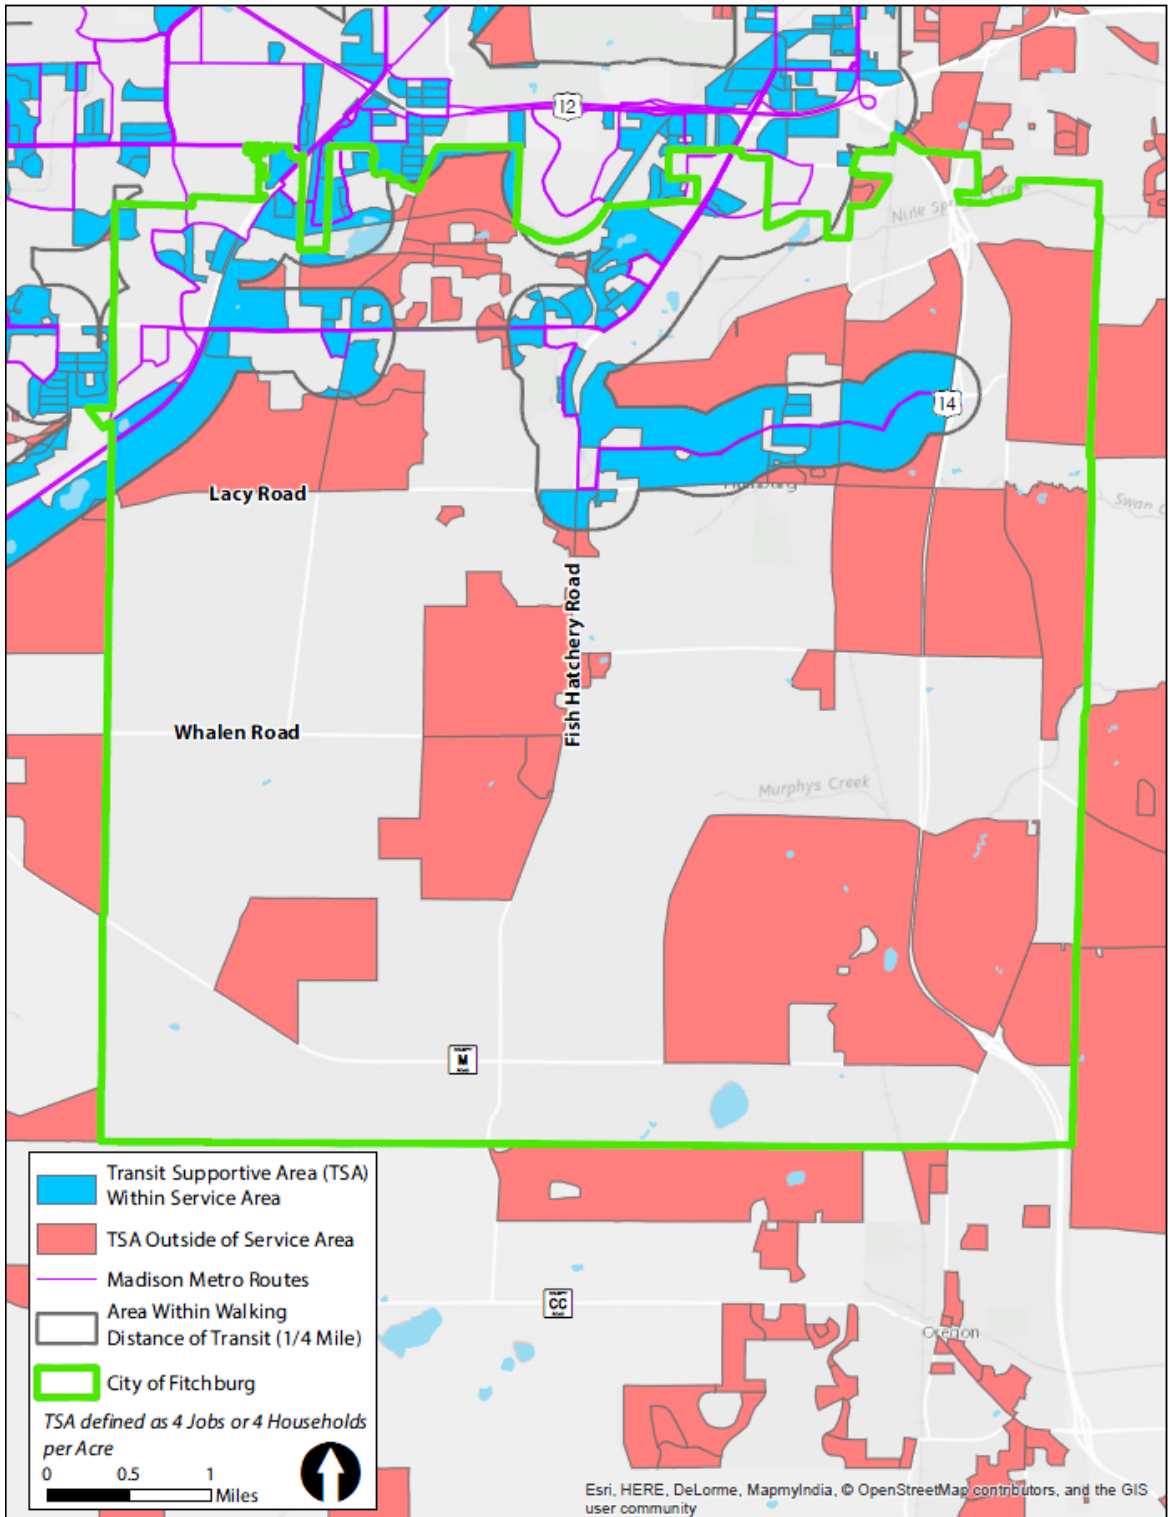 12
Nine Spr
14
Lacy Road
Swan C
Fish Hatchery Road
Whalen Road
Murphys Creek
M
Transit Supportive Area (TSA)
Within Service Area
TSA Outside of Service Area
Madison Metro Routes
Area Within Walking
Distance of Transit (1/4 Mile)
City of Fitchburg
TSA defined as 4 Jobs or 4 Households
per Acre
0 0.5 1
Miles
CC
Oregon
Esri, HERE, DeLorme, MapmyIndia, © OpenStreetMap contributors, and the GIS
user community